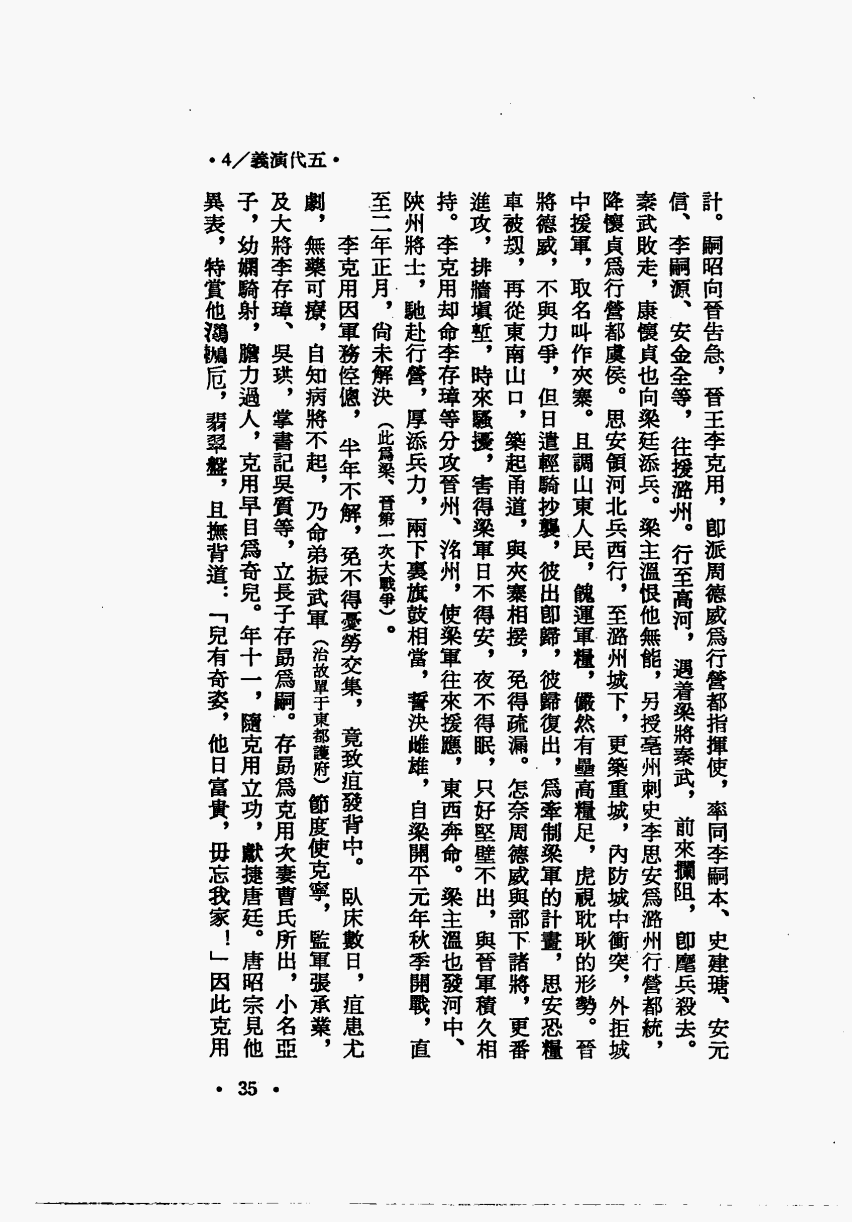 •五代演義／4•
計。嗣昭向晉告急，晉王李克用，卽派周德威爲行營都指揮使，率同李嗣本、史建瑭、安元
信、李嗣源、安金全等，往援潞州。行至高河，遇着梁將秦武，前來攔阻，卽麾兵殺去。
秦武敗走，康懷貞也向梁廷添兵。梁主溫恨他無能，另授亳州刺史李思安爲潞州行營都統，
降懷貞爲行營都虞侯。思安領河北兵西行，至潞州城下，更築重城，內防城中衝突，外拒城
中援軍，取名叫作夾寨。且調山東人民，餽運軍糧，儼然有壘高糧足，虎視耽耿的形勢。晉
將德威，不與力爭，但日遣輕騎抄襲，彼出卽歸，彼歸復出，爲牽制梁軍的計畫，思安恐糧
車被刼，再從東南山口，築起甬道，與夾寨相接，免得疏漏。怎奈周德威與部下諸將，更番
進攻，排牆塡塹，時來騷擾，害得梁軍日不得安，夜不得眠，只好堅壁不出，與晉軍積久相
持。李克用却命李存璋等分攻晉州、洺州，使梁軍往來援應，東西奔命。梁主溫也發河中、
陝州將士，馳赴行營，厚添兵力，兩下裏旗鼓相當，誓決雌雄，自梁開平元年秋季開戰，直
至二年正月，尙未解決（此爲梁、晉第一次大戰爭）。
李克用因軍務倥傯，半年不解，免不得憂勞交集，竟致疽發背中。臥床數日，疽患尤
劇，無藥可療，自知病將不起，乃命弟振武軍（治故單于東都護府）節度使克寧，監軍張承業，
及大將李存璋、吳珙，掌書記吳質等，立長子存勗爲嗣。存勗爲克用次妻曹氏所出，小名亞
子，幼嫻騎射，膽力過人，克用早目爲奇兒。年十一，隨克用立功，獻捷唐廷。唐昭宗見他
異表，特賞他鸂鶒卮，翡翠盤，且撫背道：「兒有奇姿，他日富貴，毋忘我家！」因此克用
• 35 •